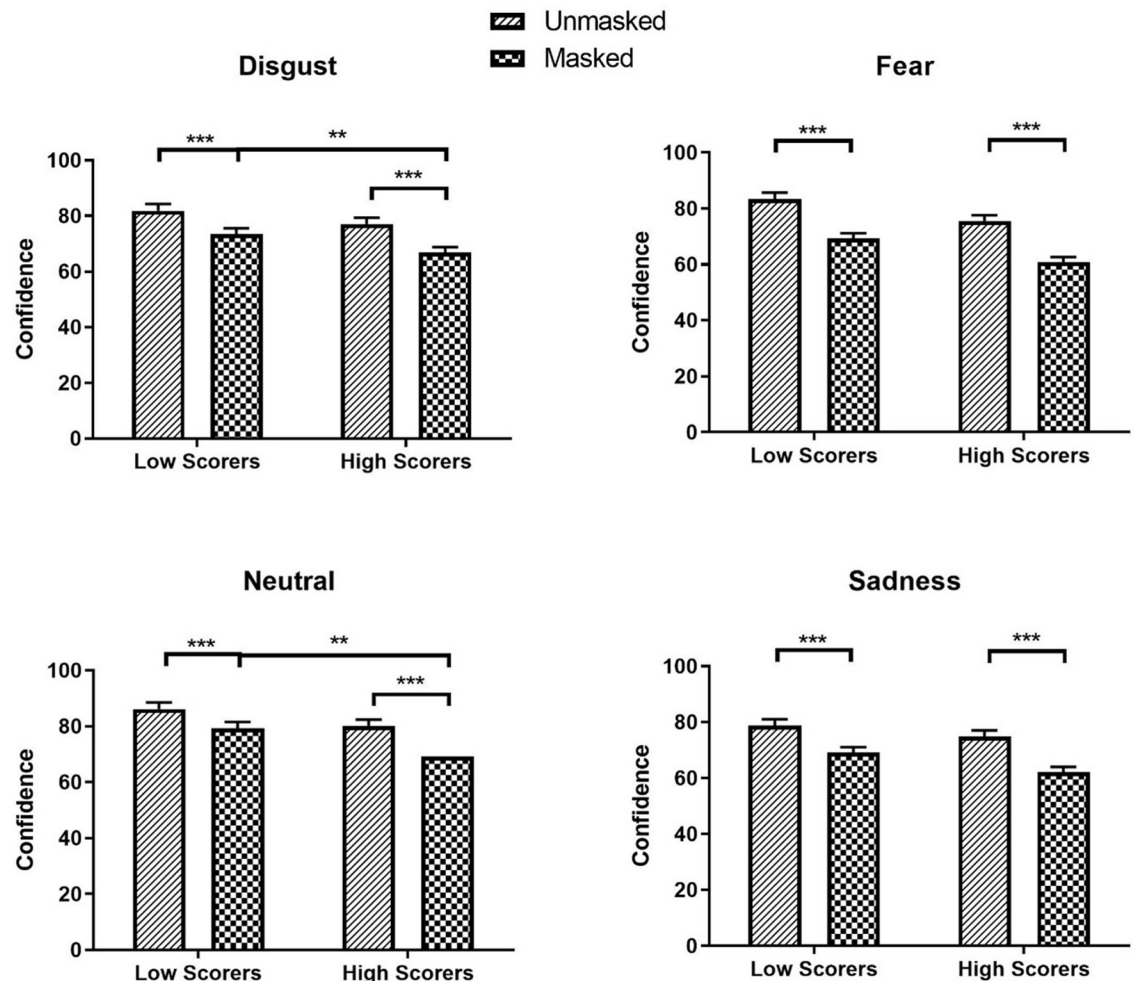 Unmasked
Masked
Disgust
*** **
***
100
80
60
40
20
0
Confidence
Low Scorers High Scorers
Fear
*** ***
100
80
60
40
20
0
Confidence
Low Scorers High Scorers
Neutral
*** **
***
100
80
60
40
20
0
Confidence
Low Scorers High Scorers
Sadness
*** ***
100
80
60
40
20
0
Confidence
Low Scorers High Scorers